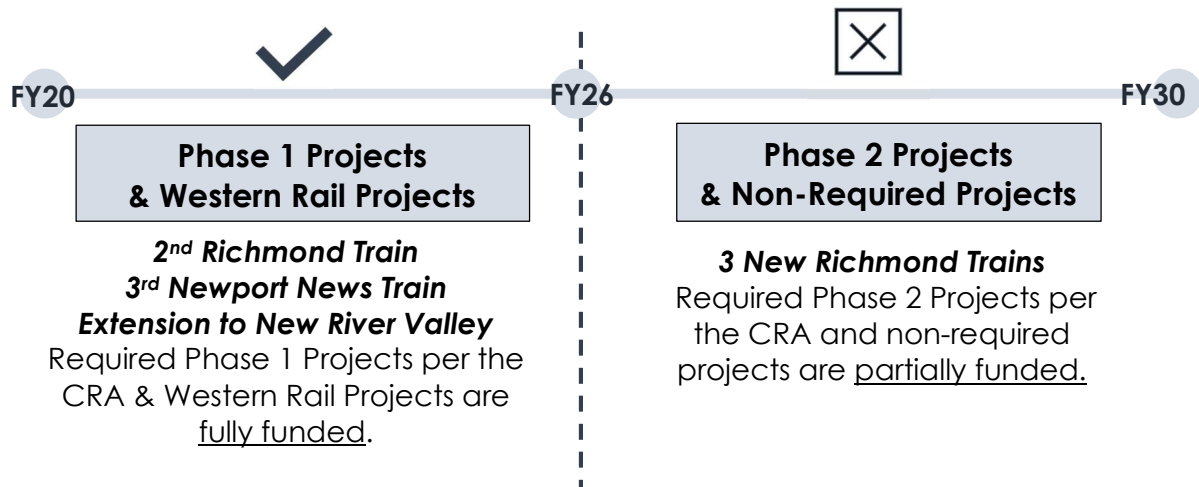 FY20
FY26
FY30
Phase 1 Projects
& Western Rail Projects
2nd Richmond Train
3rd Newport News Train
Extension to New River Valley
Required Phase 1 Projects per the
CRA & Western Rail Projects are
fully funded.
Phase 2 Projects
& Non-Required Projects
3 New Richmond Trains
Required Phase 2 Projects per
the CRA and non-required
projects are partially funded.